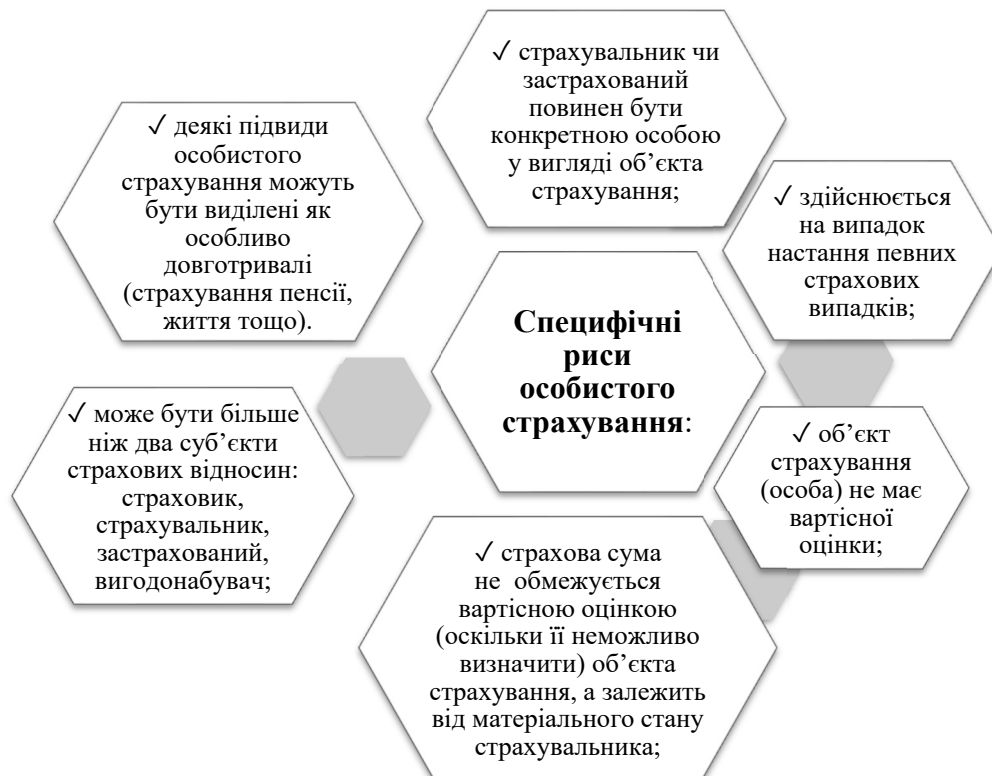 Специфічні
риси
особистого
страхування:
✓ страхувальник чи
застрахований
повинен бути
конкретною особою
у вигляді об’єкта
страхування;
✓ здійснюється
на випадок
настання певних
страхових
випадків;
✓ об’єкт
страхування
(особа) не має
вартісної
оцінки;
✓ страхова сума
не обмежується
вартісною оцінкою
(оскільки її неможливо
визначити) об’єкта
страхування, а залежить
від матеріального стану
страхувальника;
✓ може бути більше
ніж два суб’єкти
страхових відносин:
страховик,
страхувальник,
застрахований,
вигодонабувач;
✓ деякі підвиди
особистого
страхування можуть
бути виділені як
особливо
довготривалі
(страхування пенсії,
життя тощо).